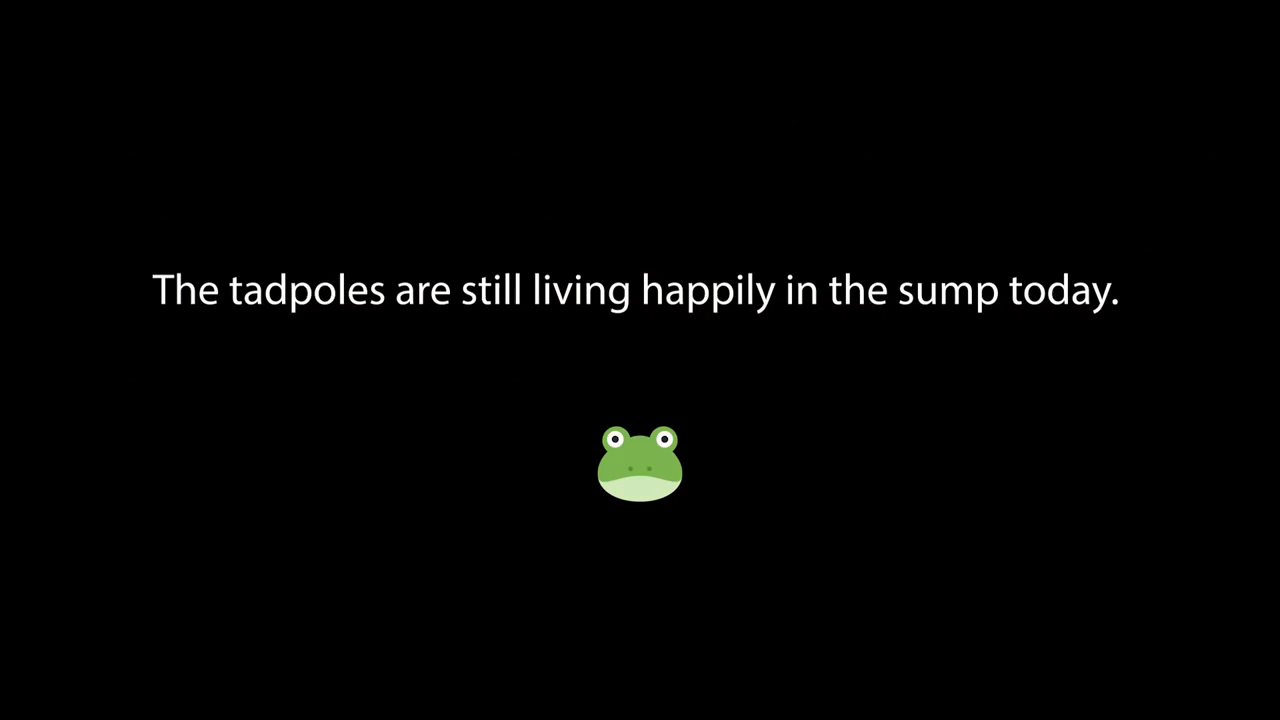 The tadpoles are still living happily in the sump today.